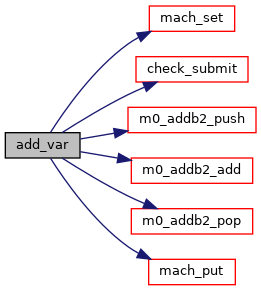 mach_set
check_submit
m0_addb2_push
add_var
m0_addb2_add
m0_addb2_pop
mach_put